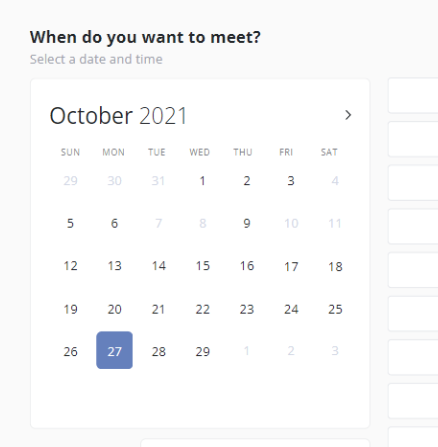 When do you want to meet?
Select a date and time
October 2021
SUN MON TUE WED THU FRI SAT
29 30 31 1 2 3 4
5 6 7 8 9 10 11
12 13 14 15 16 17 18
19 20 21 22 23 24 25
26 27 28 29 1 2 3